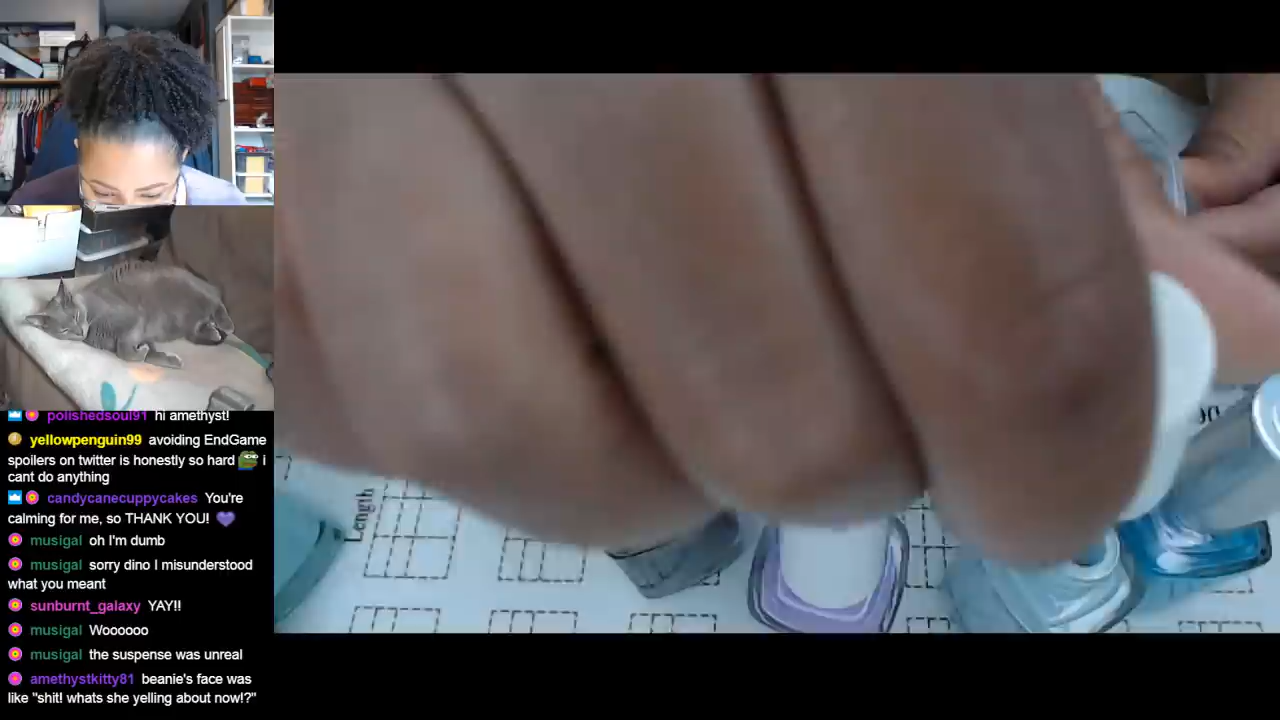 polishedsoul91 hi amethyst!
yellowpenguin99 avoiding EndGame
spoilers on twitter is honestly so hard i
cant do anything
candycanecuppycakes You're
calming for me, so THANK YOU!
musigal oh I'm dumb
musigal sorry dino I misunderstood
what you meant
sunburnt_galaxy YAY!!
musigal Woooooo
musigal the suspense was unreal
amethystkitty81 beanie's face was
like "shit! whats she yelling about now!?"
Length